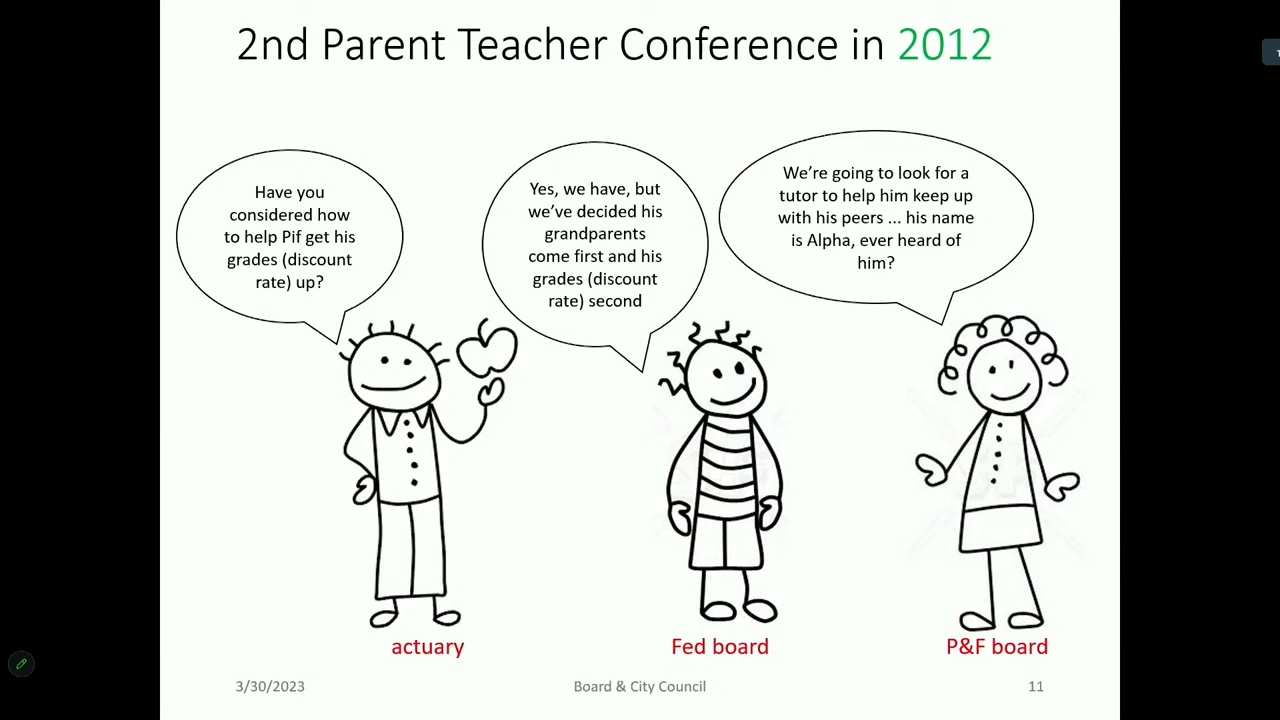 2nd Parent Teacher Conference in 2012
Have you
considered how
to help Pif get his
grades (discount
rate) up?
Yes, we have, but
we’ve decided his
grandparents
come first and his
grades (discount
rate) second
We’re going to look for a
tutor to help him keep up
with his peers ... his name
is Alpha, ever heard of
him?
actuary
Fed board
P&F board
3/30/2023
Board & City Council
11